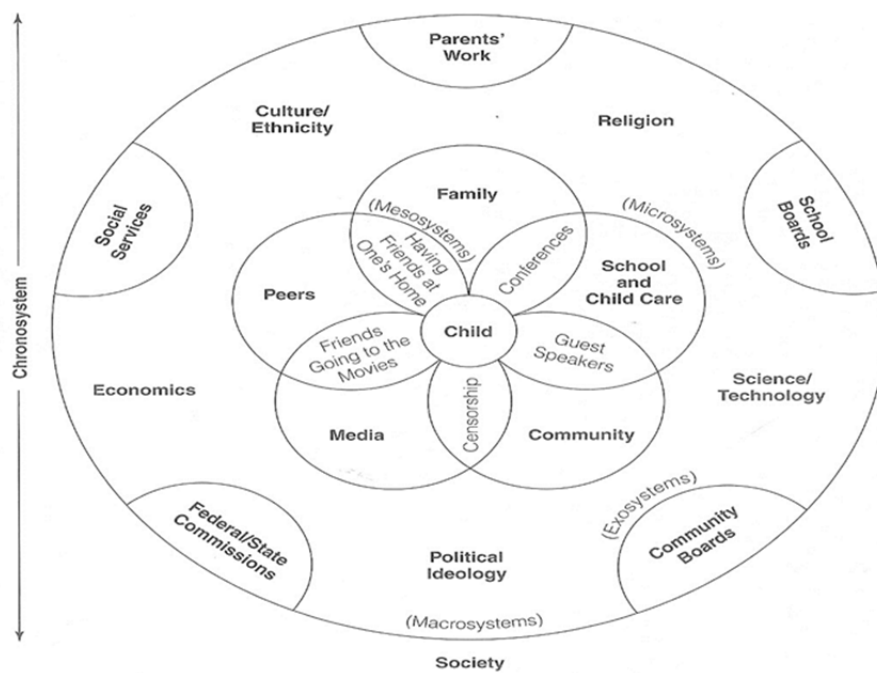 Parents'
Work
Culture/
Ethnicity
Religion
Social
Services
School
Boards
Family
(Mesosystems)
(Microsystems)
Having
Friends at
One's Home
Conferences
Peers
School
and
Child Care
Child
Friends
Going to the
Movies
Guest
Speakers
Chronosystem
Economics
Science/
Technology
Media
Censorship
Community
Federal/State
Commissions
(Exosystems)
Community
Boards
Political
Ideology
(Macrosystems)
Society